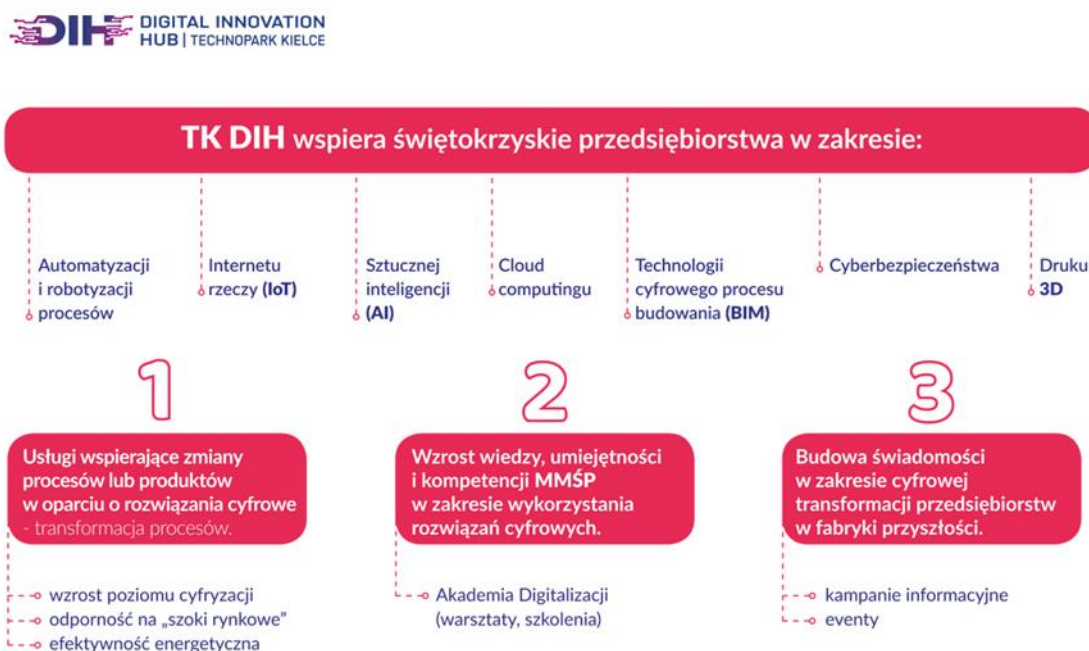 DIH DIGITAL INNOVATION
HUB | TECHNOPARK KIELCE
TK DIH wspiera świętokrzyskie przedsiębiorstwa w zakresie:
Automatyzacji
i robotyzacji
procesów
Internetu
rzeczy (IoT)
Sztucznej
inteligencji
(AI)
Cloud
computingu
Technologii
cyfrowego procesu
budowania (BIM)
Cyberbezpieczeństwa
Druku
3D
1
Usługi wspierające zmiany
procesów lub produktów
w oparciu o rozwiązania cyfrowe
- transformacja procesów.
wzrost poziomu cyfryzacji
odporność na „szoki rynkowe”
efektywność energetyczna
2
Wzrost wiedzy, umiejętności
i kompetencji MMŚP
w zakresie wykorzystania
rozwiązań cyfrowych.
Akademia Digitalizacji
(warsztaty, szkolenia)
3
Budowa świadomości
w zakresie cyfrowej
transformacji przedsiębiorstw
w fabryki przyszłości.
kampanie informacyjne
eventy